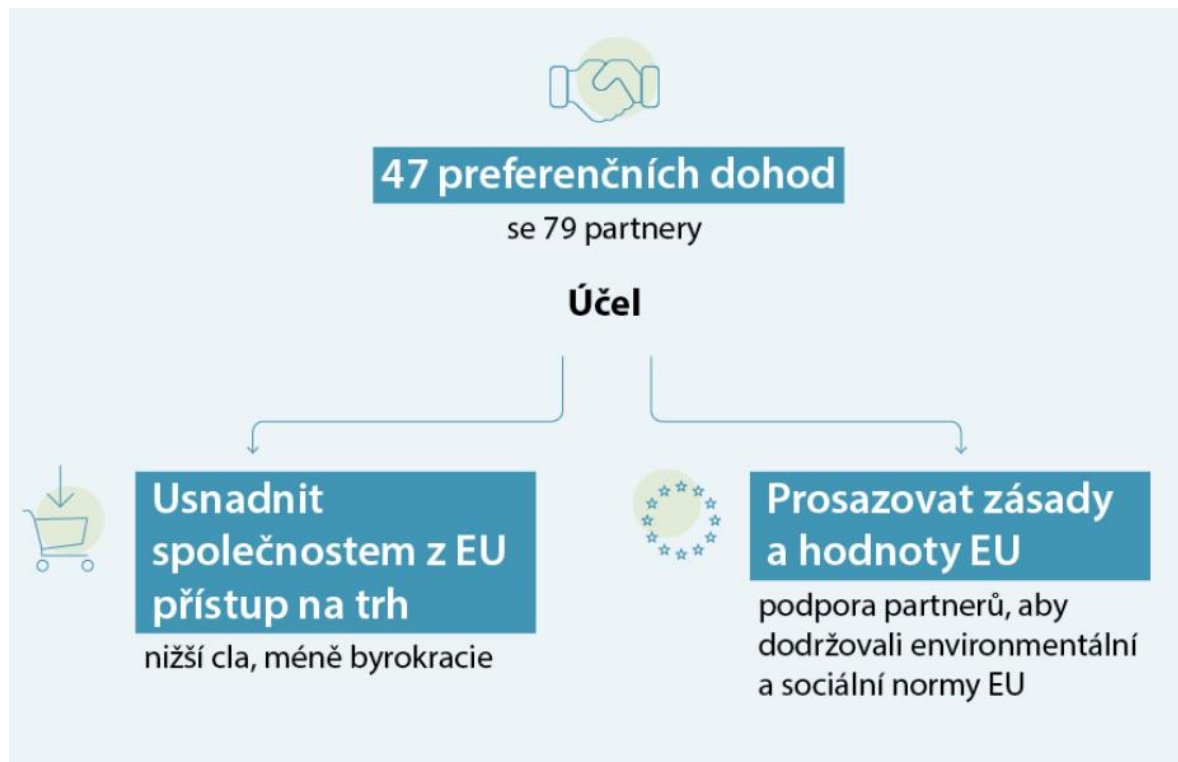 47 preferenčních dohod
se 79 partnery
Účel
Usnadnit
společnostem z EU
přístup na trh
nižší cla, méně byrokracie
Prosazovat zásady
a hodnoty EU
podpora partnerů, aby
dodržovali environmentální
a sociální normy EU